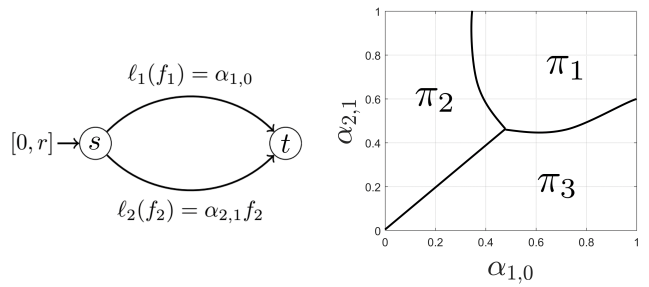 ℓ₁(f₁) = α₁,₀
[0, r]
s
t
ℓ₂(f₂) = α₂,₁f₂
1
0.8
0.6
0.4
0.2
0
α₂,₁
π₁
π₂
π₃
0 0.2 0.4 0.6 0.8 1
α₁,₀